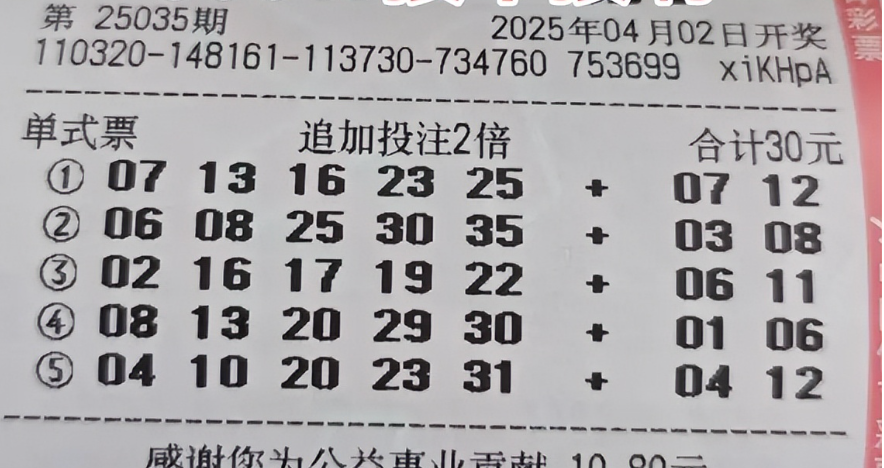 第 25035期 2025年04月02日开奖
110320-148161-113730-734760 753699 xiKHpA
单式票 追加投注2倍 合计30元
① 07 13 16 23 25 + 07 12
② 06 08 25 30 35 + 03 08
③ 02 16 17 19 22 + 06 11
④ 08 13 20 29 30 + 01 06
⑤ 04 10 20 23 31 + 04 12
感谢您为公益事业贡献 10.80元